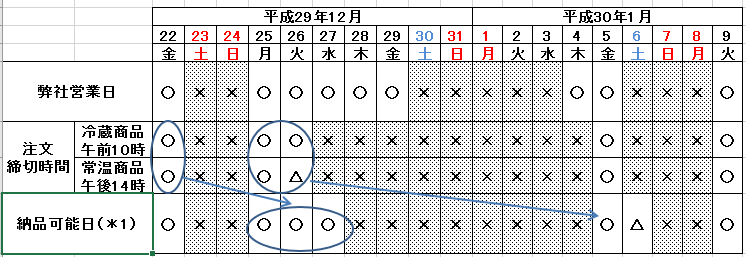 平成29年12月 平成30年1月
22 23 24 25 26 27 28 29 30 31 1 2 3 4 5 6 7 8 9
金 土 日 月 火 水 木 金 土 日 月 火 水 木 金 土 日 月 火
弊社営業日 ○ × × ○ ○ ○ ○ ○ × × × × × ○ ○ × × × ○
注文
締切時間
冷蔵商品
午前10時 ○ × × ○ ○ × × × × × × × × × ○ × × × ○
常温商品
午後14時 ○ × × ○ △ × × × × × × × × × ○ × × × ○
納品可能日(*1) ○ × × ○ ○ ○ × × × × × × × × ○ △ × × ○